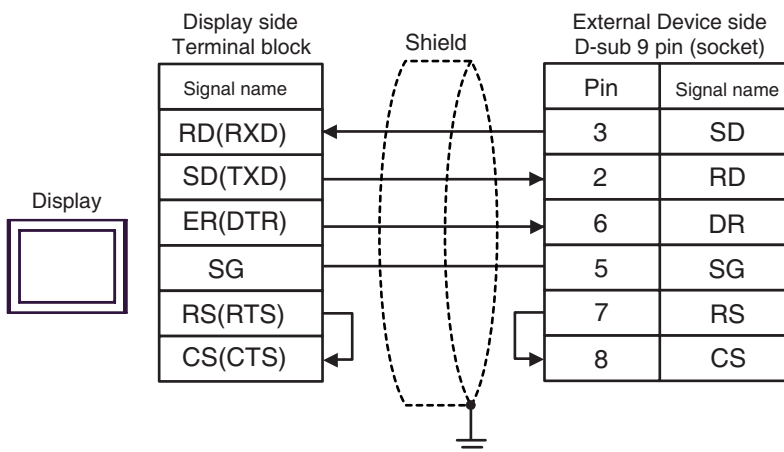 Display side
Terminal block
Shield
External Device side
D-sub 9 pin (socket)
Signal name
Pin
Signal name
RD(RXD)
3
SD
SD(TXD)
2
RD
Display
ER(DTR)
6
DR
SG
5
SG
RS(RTS)
7
RS
CS(CTS)
8
CS